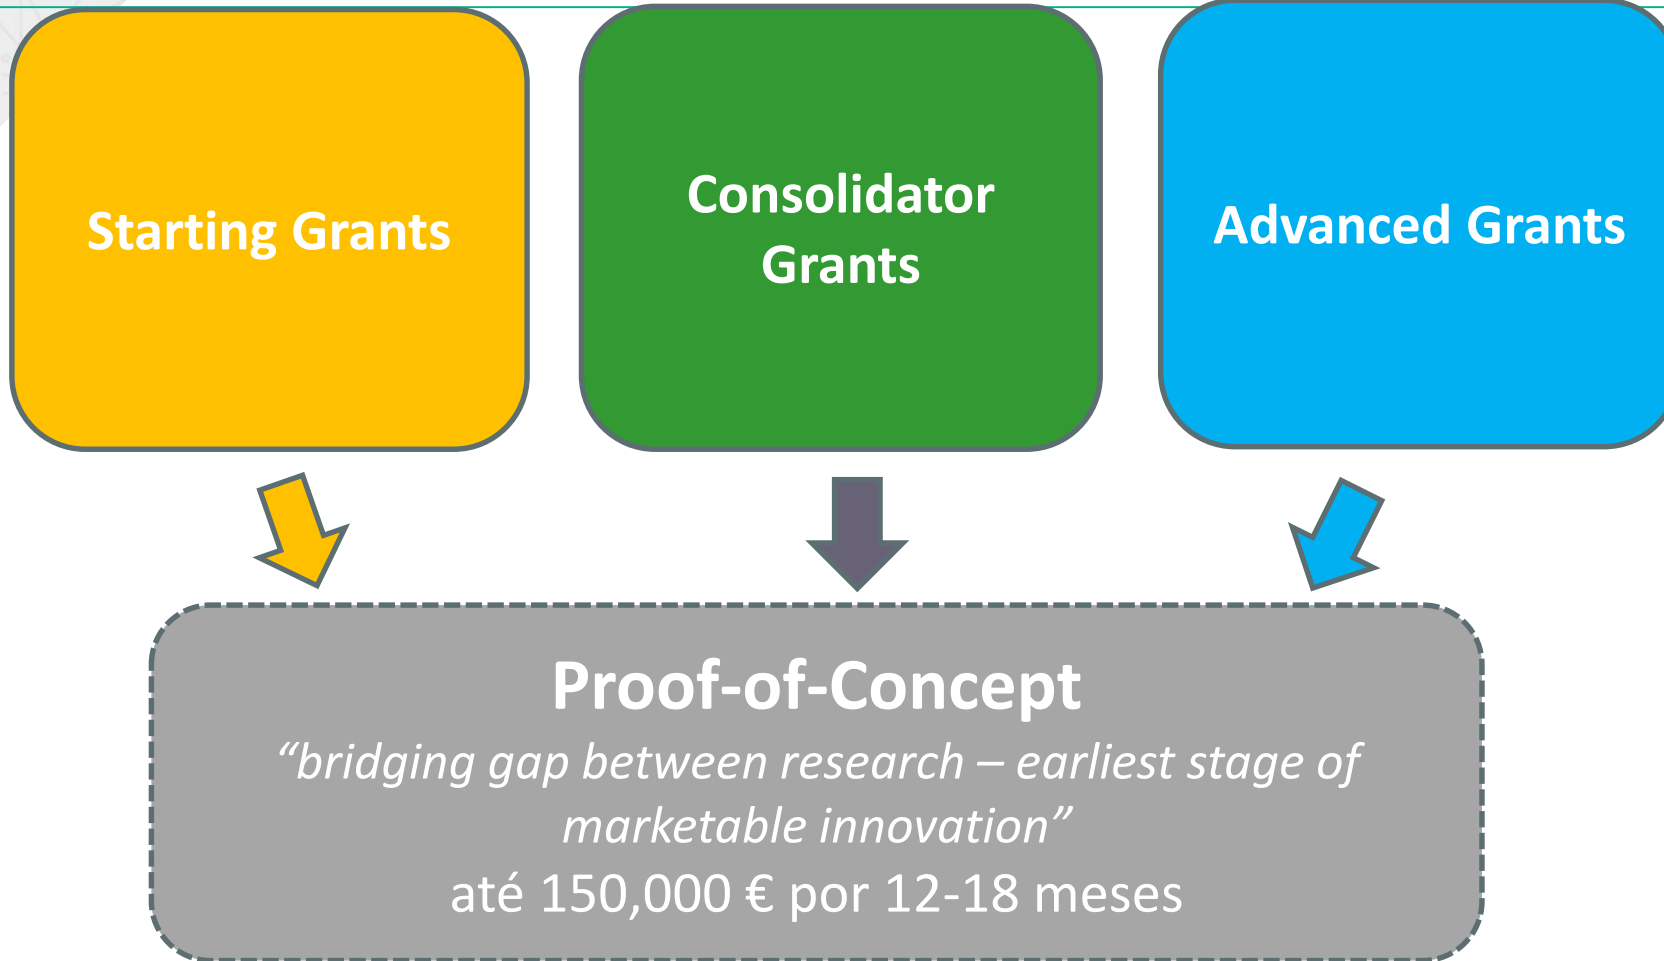 Starting Grants
Consolidator
Grants
Advanced Grants
Proof-of-Concept
“bridging gap between research – earliest stage of
marketable innovation”
até 150,000 € por 12-18 meses